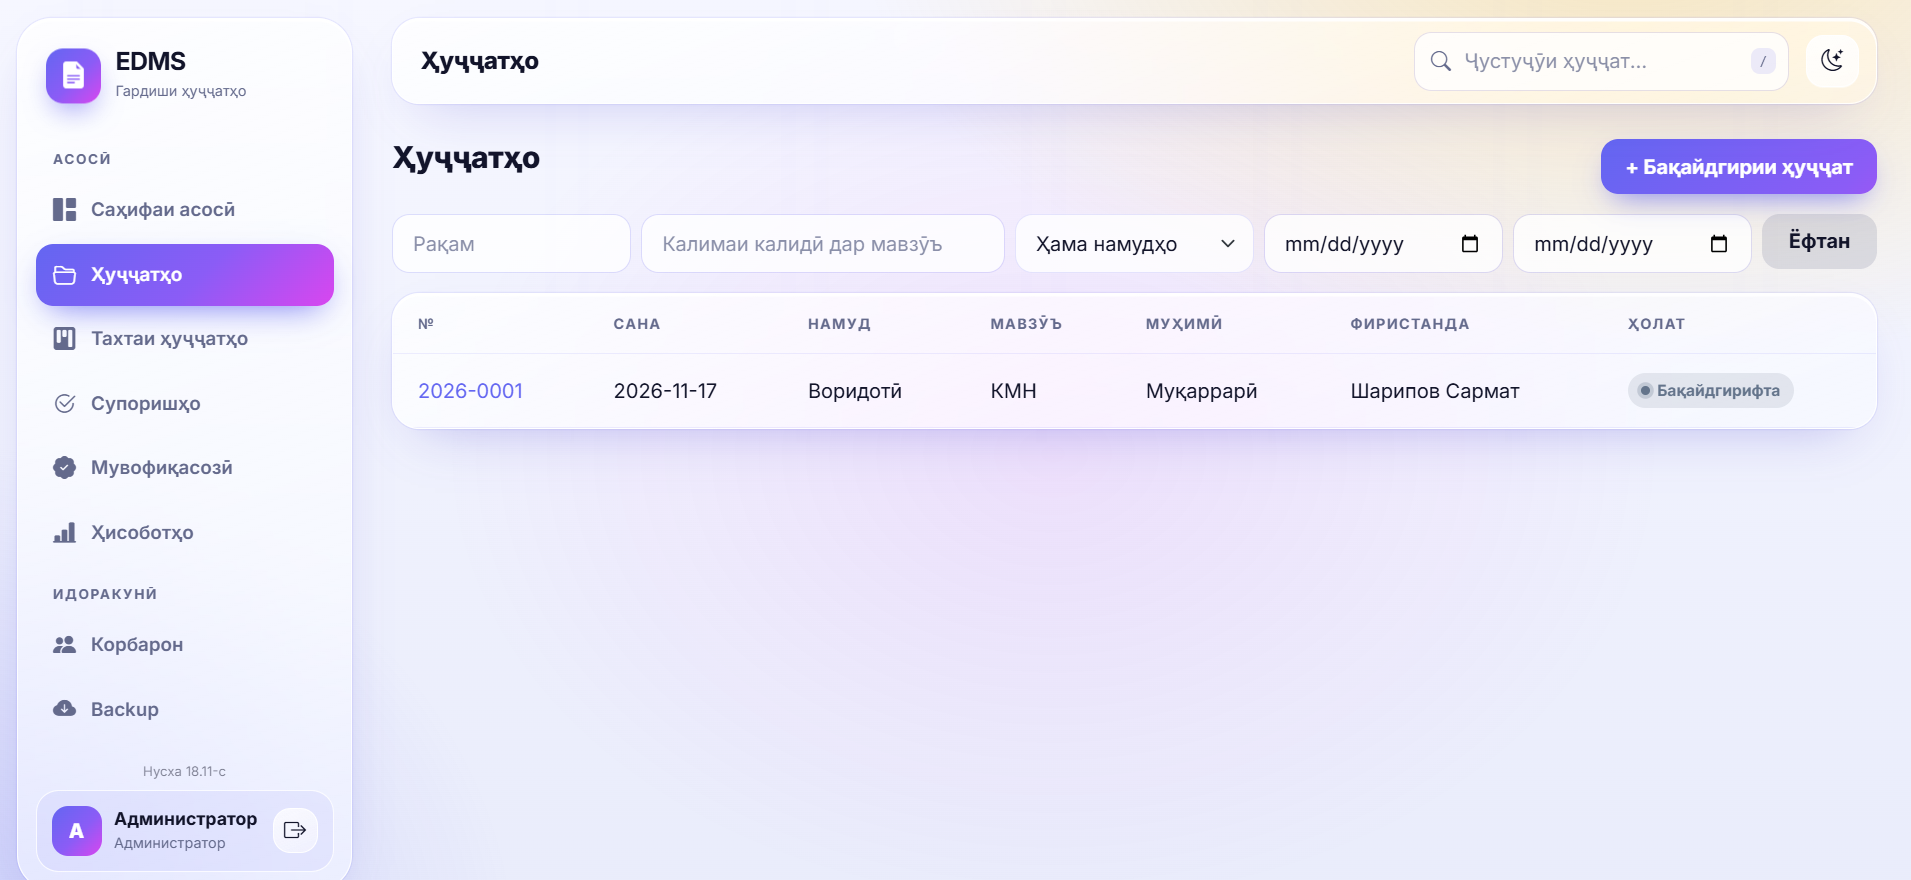 EDMS
Гардиши ҳуҷҷатҳо
АСОСӢ
Саҳифаи асосӣ
Ҳуҷҷатҳо
Тахтаи ҳуҷҷатҳо
Супоришҳо
Мувофиқасозӣ
Ҳисоботҳо
ИДОРАКУНӢ
Корбарон
Backup
Нусха 18.11-c
A
Администратор
Администратор
Ҳуҷҷатҳо
Ҷустуҷӯи ҳуҷҷат...
/
Ҳуҷҷатҳо
+ Бақайдгирии ҳуҷҷат
Рақам
Калимаи калидӣ дар мавзӯъ
Ҳама намудҳо
mm/dd/yyyy
mm/dd/yyyy
Ёфтан
№ САНА НАМУД МАВЗӮЪ МУҲИМӢ ФИРИСТАНДА ҲОЛАТ
2026-0001 2026-11-17 Воридотӣ КМН Муқаррарӣ Шарипов Сармат Бақайдгирифта